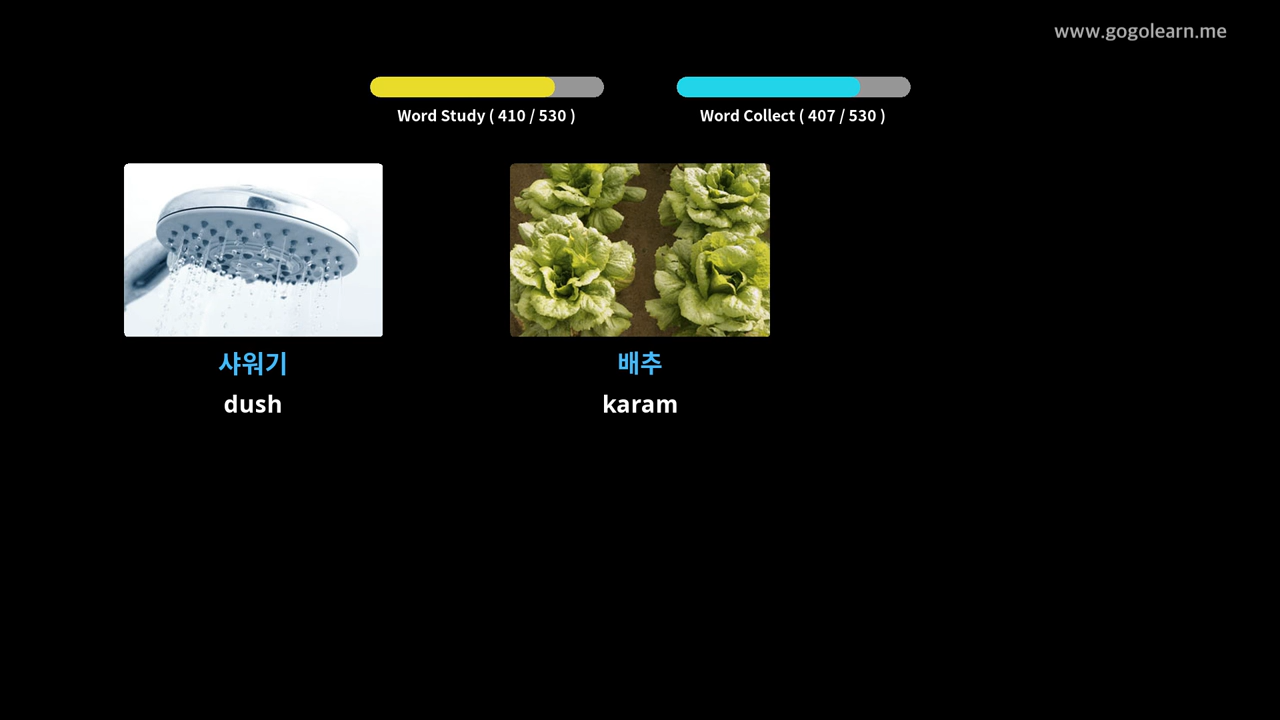 www.gogolearn.me
Word Study ( 410 / 530 )
Word Collect ( 407 / 530 )
샤워기
dush
배추
karam